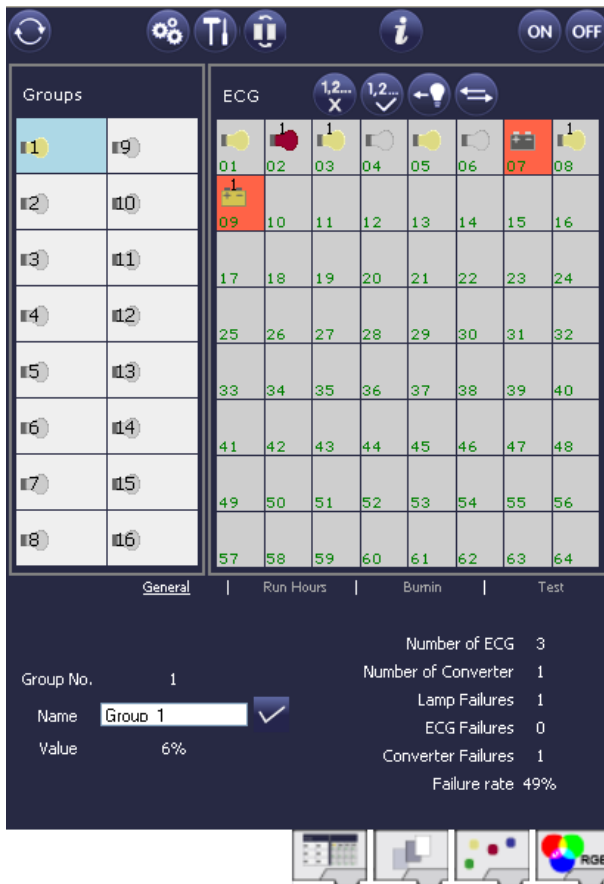 i ON OFF
Groups ECG 1,2... X 1,2...
1 9 1 1 1
01 02 03 04 05 06 07 08
2 10 1
09 10 11 12 13 14 15 16
3 11
17 18 19 20 21 22 23 24
4 12
25 26 27 28 29 30 31 32
5 13
33 34 35 36 37 38 39 40
6 14
41 42 43 44 45 46 47 48
7 15
49 50 51 52 53 54 55 56
8 16
57 58 59 60 61 62 63 64
General | Run Hours | Burnin | Test
Number of ECG 3
Number of Converter 1
Group No. 1
Lamp Failures 1
Name Group 1
ECG Failures 0
Value 6%
Converter Failures 1
Failure rate 49%
RGB